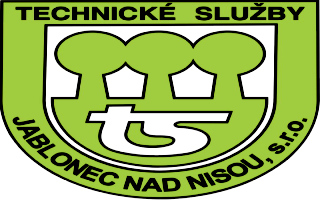 TECHNICKÉ SLUŽBY
ts
JABLONEC NAD NISOU, s.r.o.